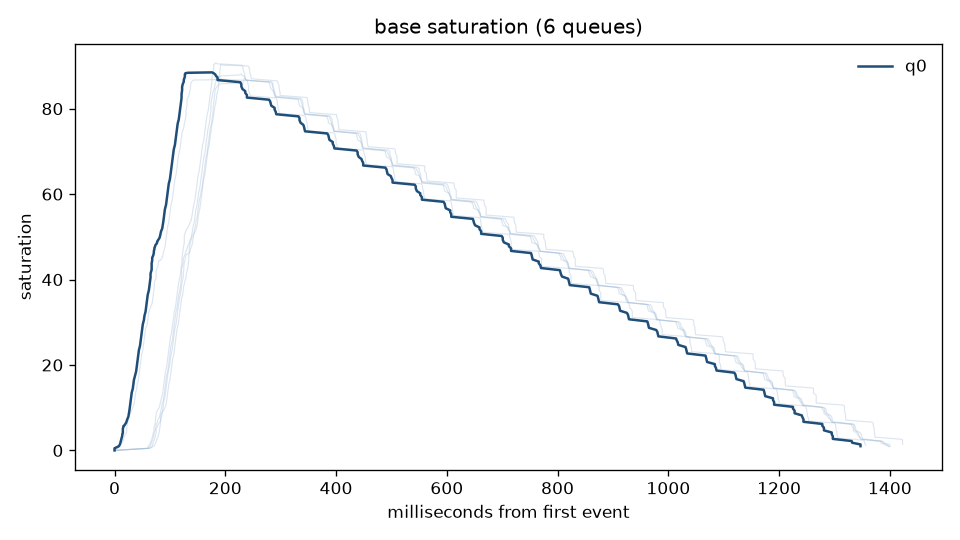 base saturation (6 queues)
q0
saturation
80
60
40
20
0
0 200 400 600 800 1000 1200 1400
milliseconds from first event